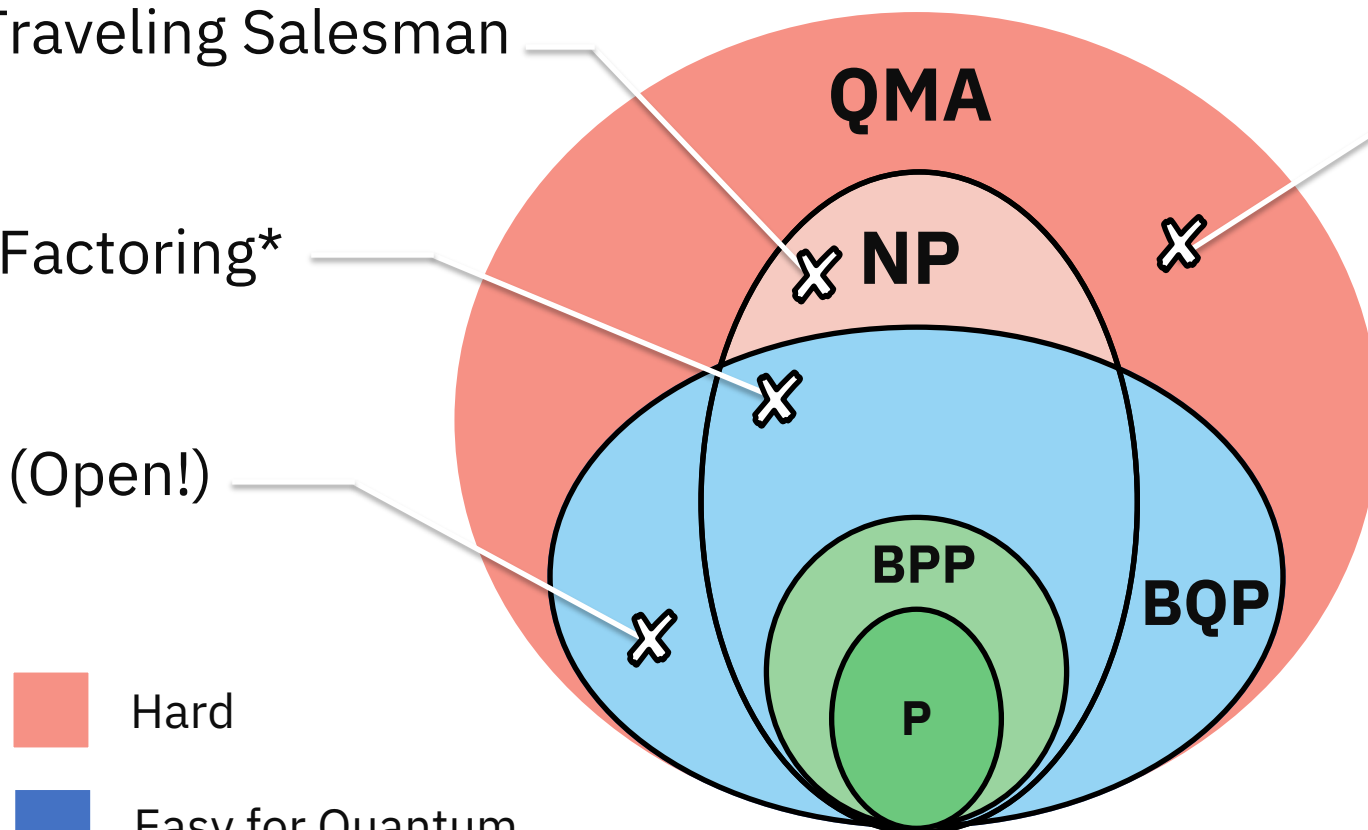 Traveling Salesman
QMA
NP
Factoring*
(Open!)
BPP
BQP
P
Hard
Easy for Quantum